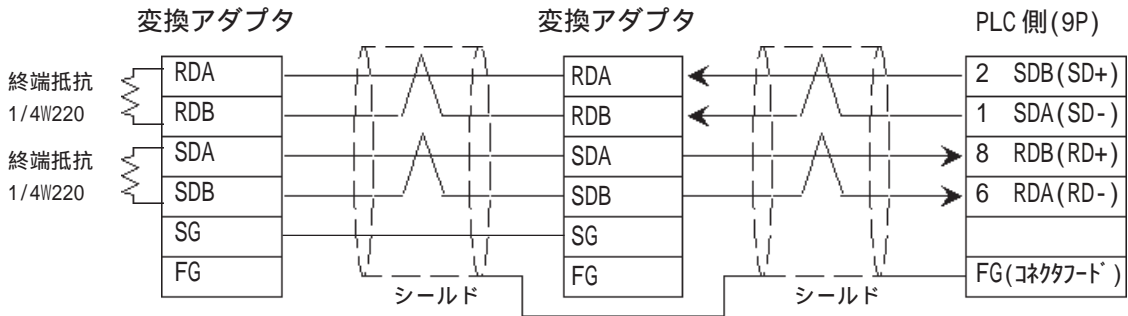 変換アダプタ
変換アダプタ
PLC側(9P)
終端抵抗
1/4W220
終端抵抗
1/4W220
RDA
RDB
SDA
SDB
SG
FG
シールド
RDA
RDB
SDA
SDB
SG
FG
シールド
2 SDB(SD+)
1 SDA(SD-)
8 RDB(RD+)
6 RDA(RD-)
FG(ｺﾈｸﾀﾌｰﾄﾞ)